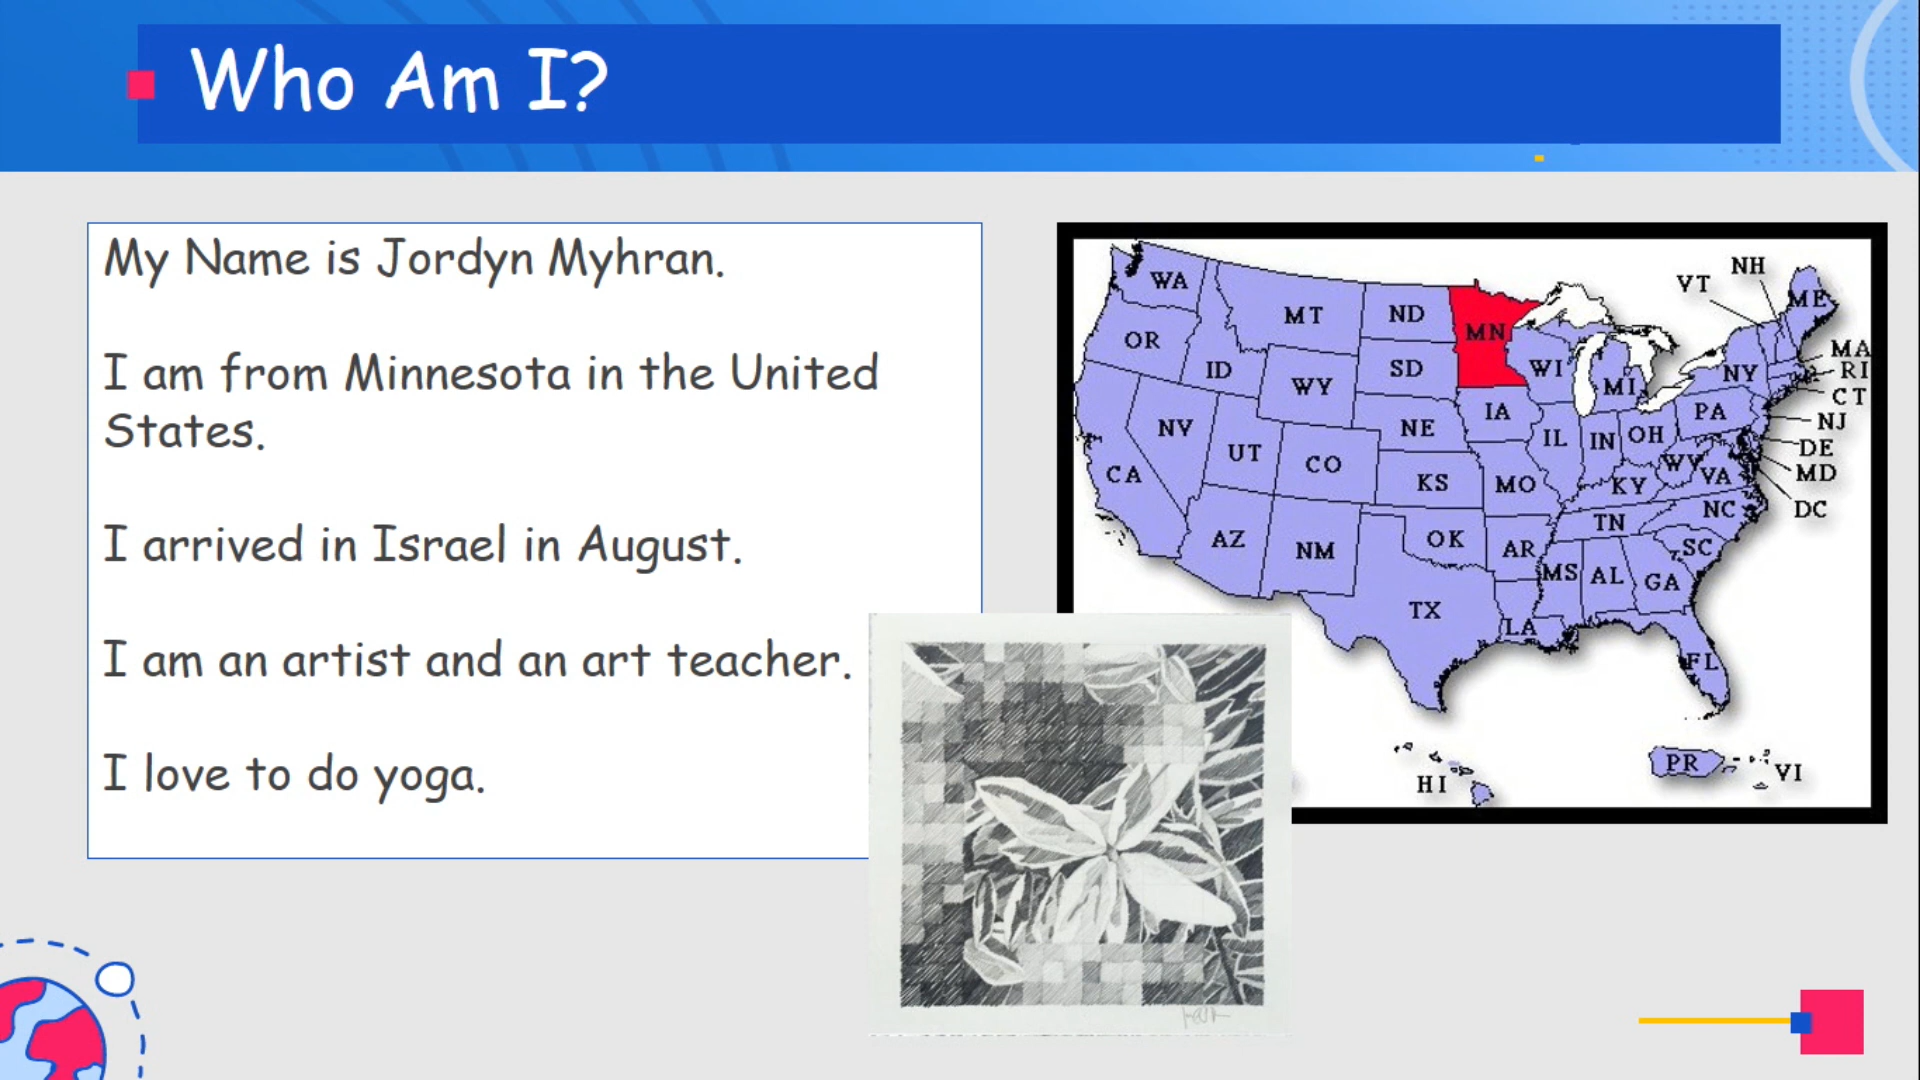 Who Am I?
My Name is Jordyn Myhran.
I am from Minnesota in the United
States.
I arrived in Israel in August.
I am an artist and an art teacher.
I love to do yoga.
WA
OR
CA
ID
NV
MT
WY
UT
AZ
CO
NM
ND
SD
NE
KS
OK
TX
MN
IA
MO
AR
LA
WI
IL
MI
IN
OH
KY
TN
MS
AL
GA
FL
SC
NC
VA
WV
PA
NY
VT
NH
ME
MA
RI
CT
NJ
DE
MD
DC
HI
PR
VI